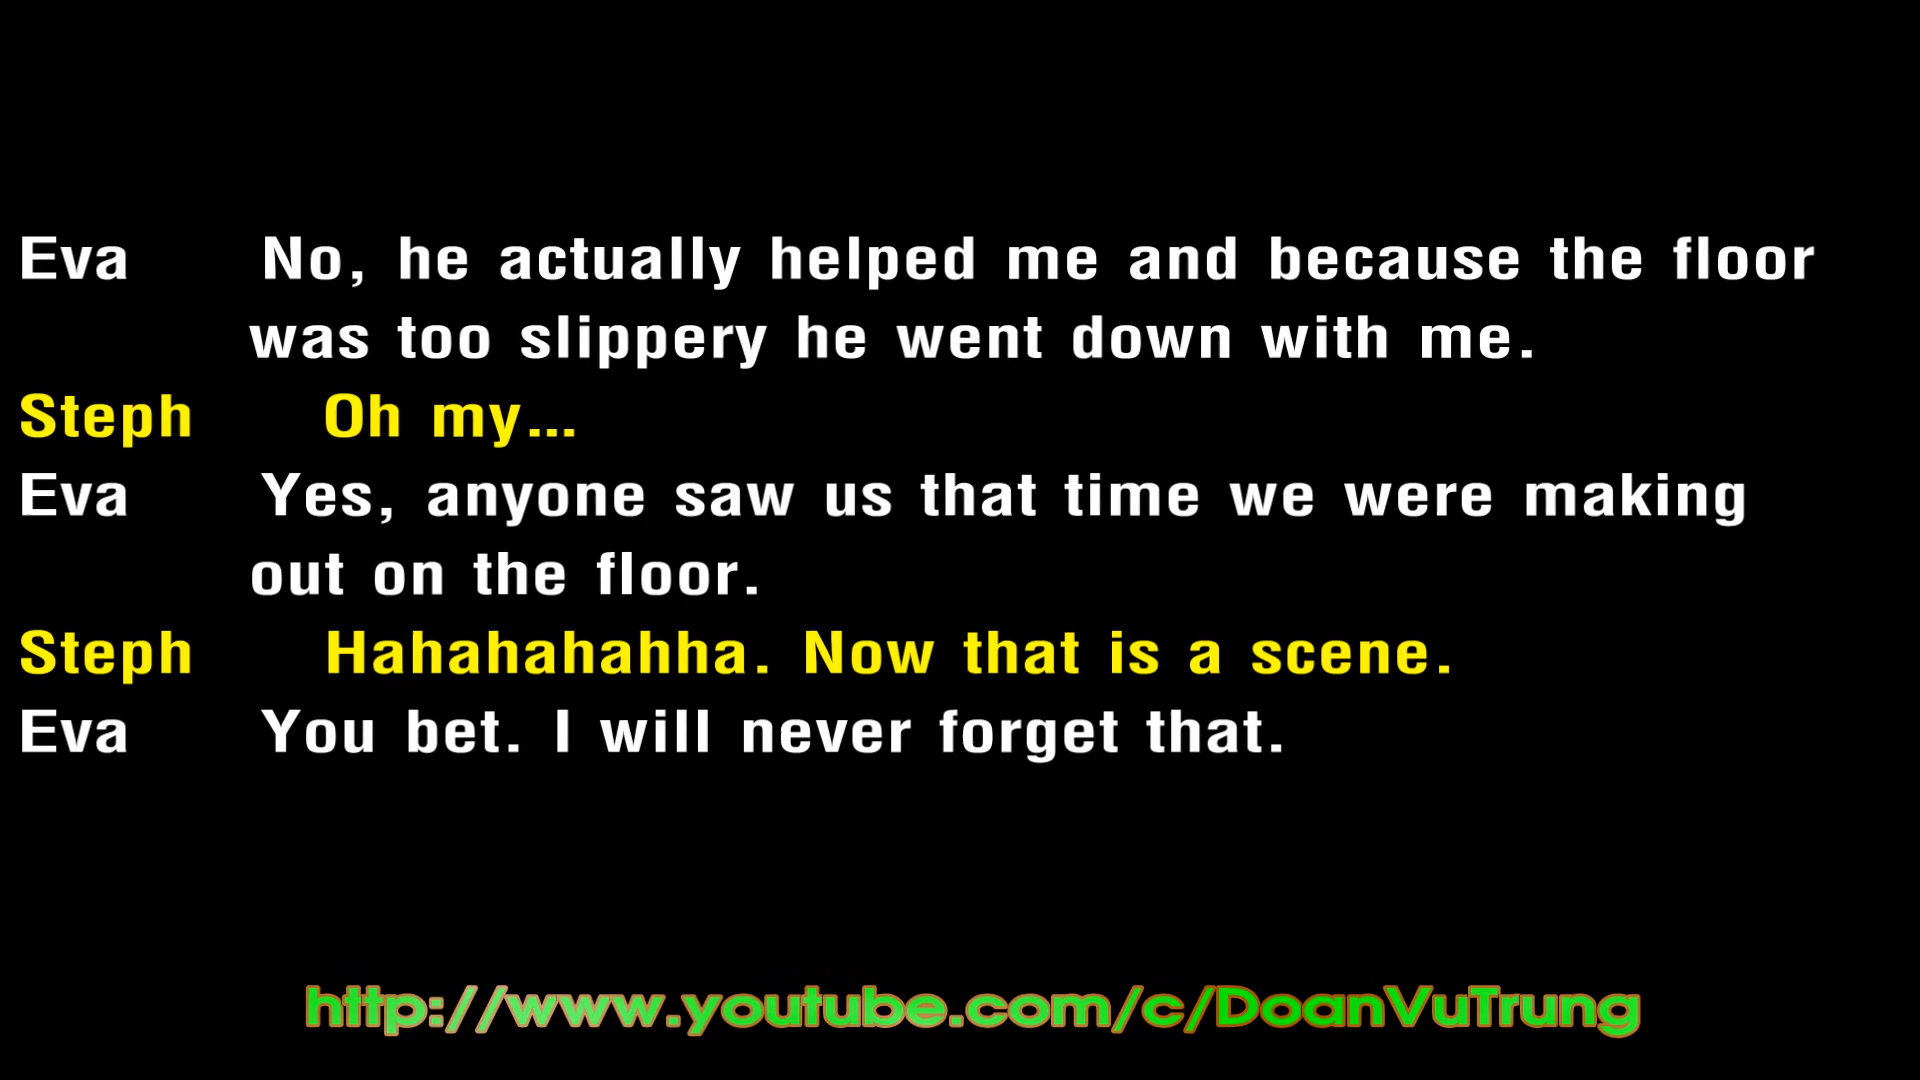 Eva No, he actually helped me and because the floor
was too slippery he went down with me.
Steph Oh my...
Eva Yes, anyone saw us that time we were making
out on the floor.
Steph Hahahahahha. Now that is a scene.
Eva You bet. I will never forget that.
http://www.youtube.com/c/DoanVuTrung